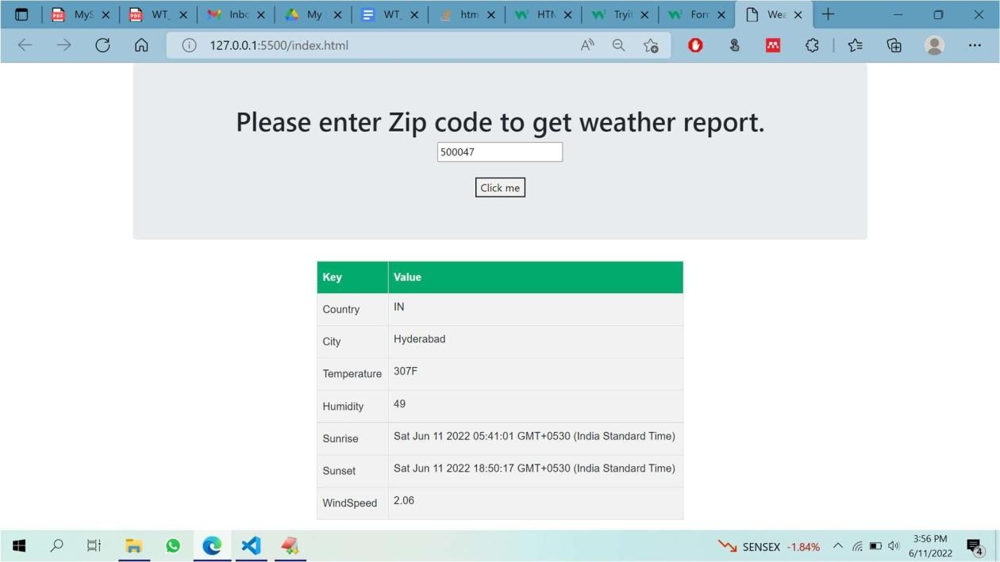 MyS WT_ Inbo My WT_ htm HTM Tryit Forr Wea
127.0.0.1:5500/index.html
Please enter Zip code to get weather report.
500047
Click me
Key Value
Country IN
City Hyderabad
Temperature 307F
Humidity 49
Sunrise Sat Jun 11 2022 05:41:01 GMT+0530 (India Standard Time)
Sunset Sat Jun 11 2022 18:50:17 GMT+0530 (India Standard Time)
WindSpeed 2.06
SENSEX -1.84%
3:56 PM
6/11/2022
4